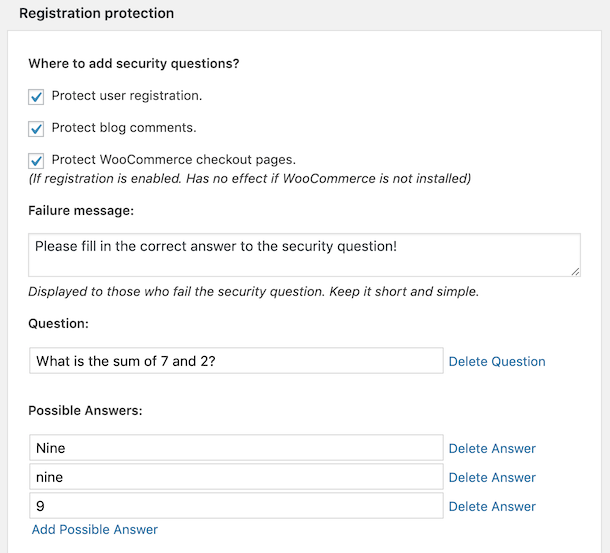 Registration protection
Where to add security questions?
Protect user registration.
Protect blog comments.
Protect WooCommerce checkout pages.
(If registration is enabled. Has no effect if WooCommerce is not installed)
Failure message:
Please fill in the correct answer to the security question!
Displayed to those who fail the security question. Keep it short and simple.
Question:
What is the sum of 7 and 2? Delete Question
Possible Answers:
Nine Delete Answer
nine Delete Answer
9 Delete Answer
Add Possible Answer